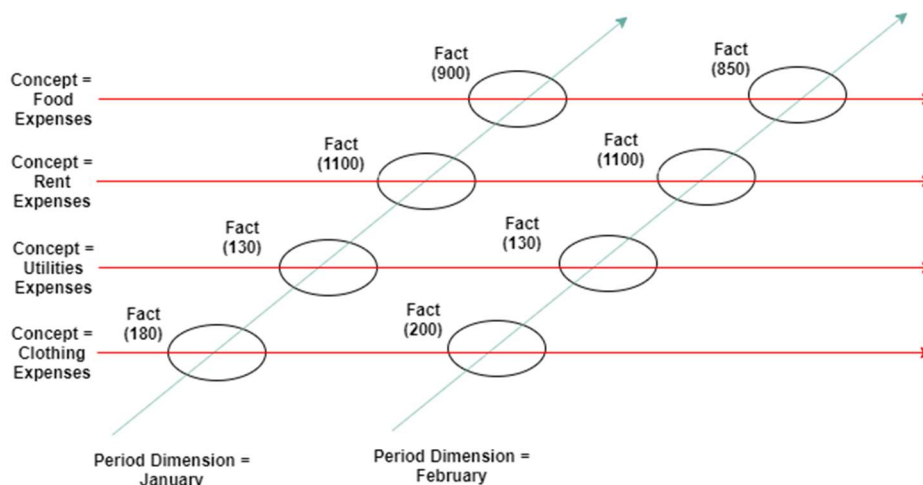 Fact
(900)
Fact
(850)
Concept =
Food
Expenses
Fact
(1100)
Fact
(1100)
Concept =
Rent
Expenses
Fact
(130)
Fact
(130)
Concept =
Utilities
Expenses
Fact
(180)
Fact
(200)
Concept =
Clothing
Expenses
Period Dimension =
January
Period Dimension =
February